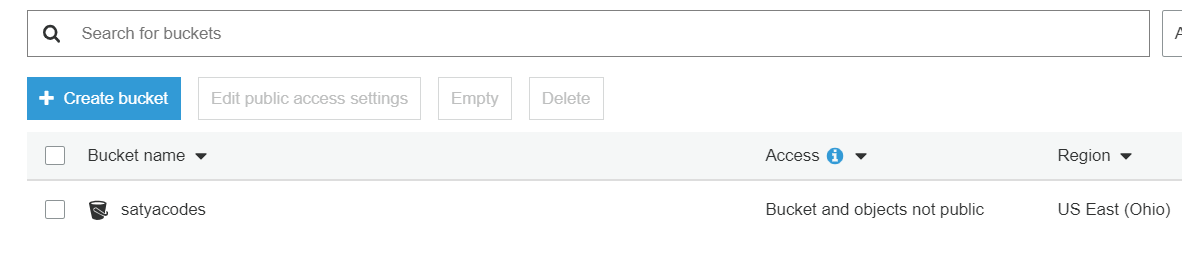 Search for buckets
Create bucket Edit public access settings Empty Delete
Bucket name Access Region
satyacodes Bucket and objects not public US East (Ohio)